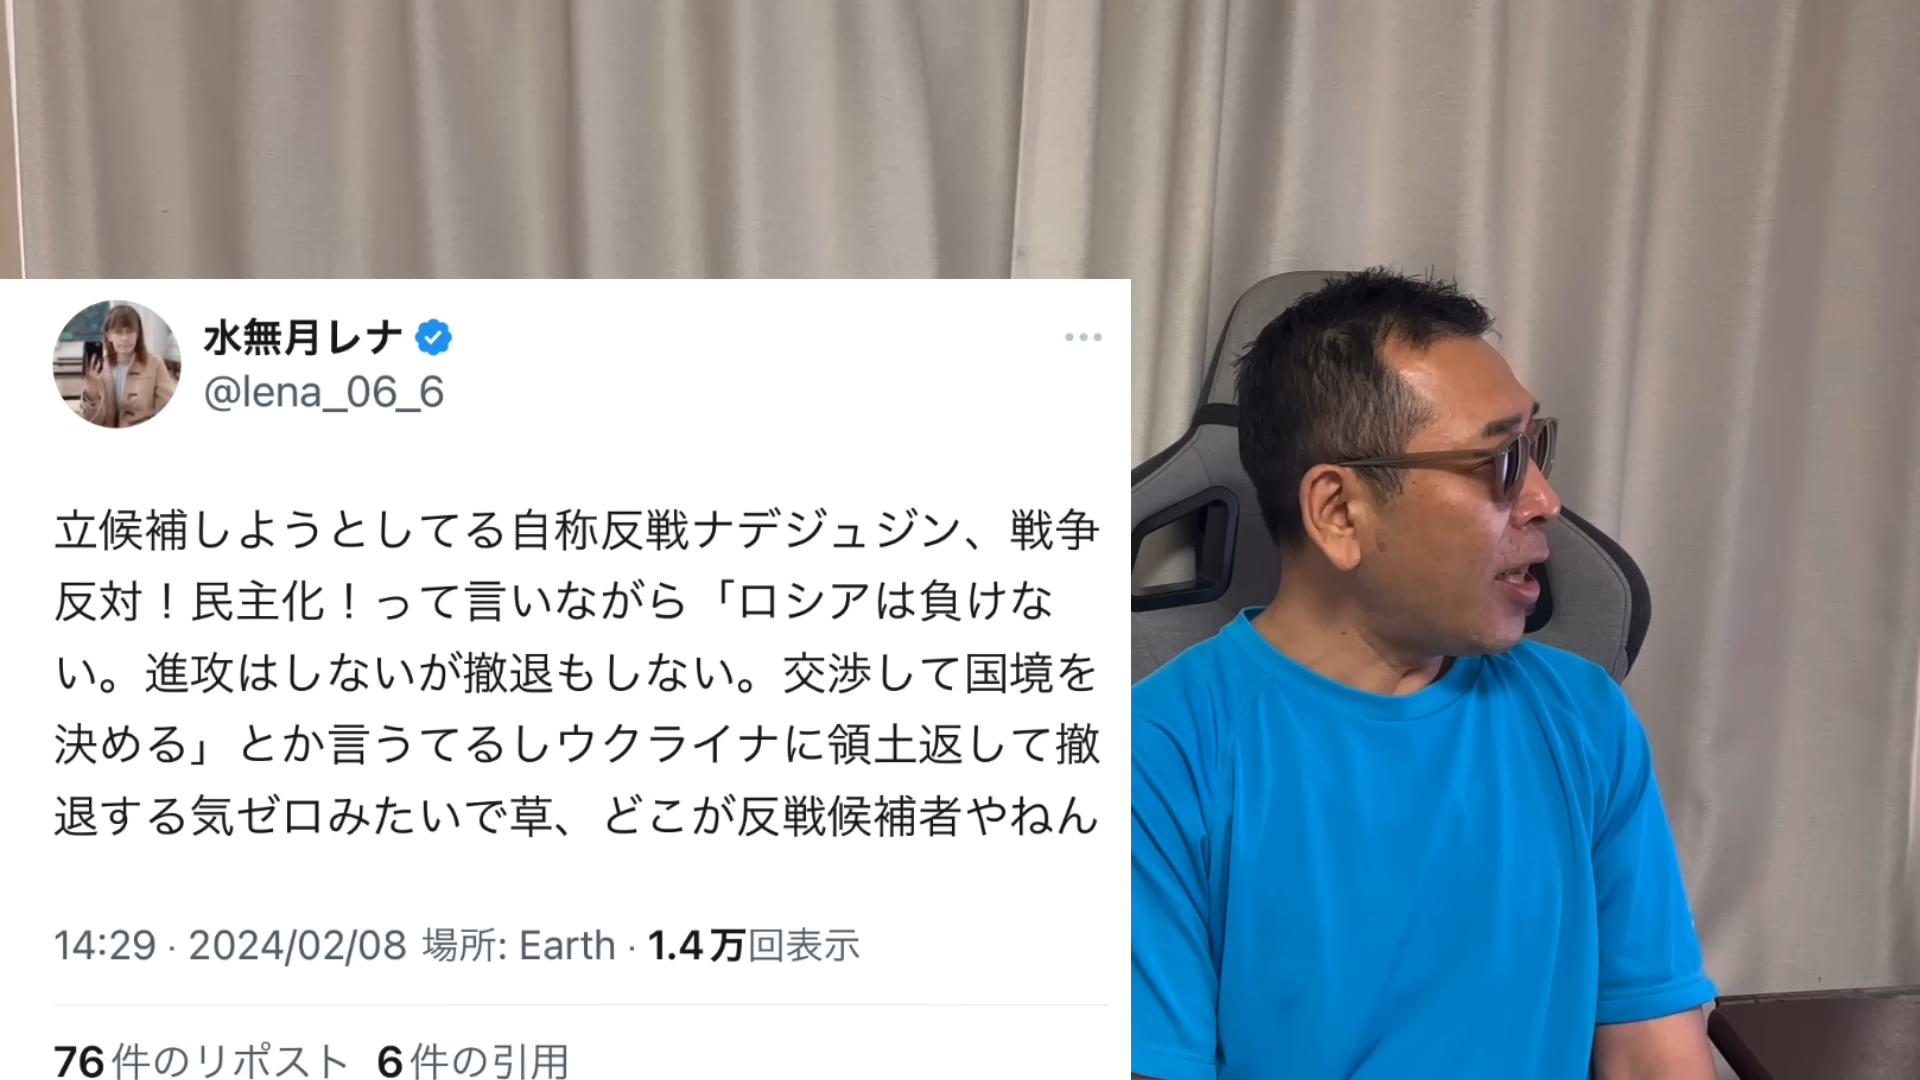 水無月レナ
@lena_06_6
立候補しようとしてる自称反戦ナデジュジン、戦争
反対！民主化！って言いながら「ロシアは負けな
い。進攻はしないが撤退もしない。交渉して国境を
決める」とか言うてるしウクライナに領土返して撤
退する気ゼロみたいで草、どこが反戦候補者やねん
14:29 · 2024/02/08 場所: Earth · 1.4万回表示
76件のリポスト 6件の引用